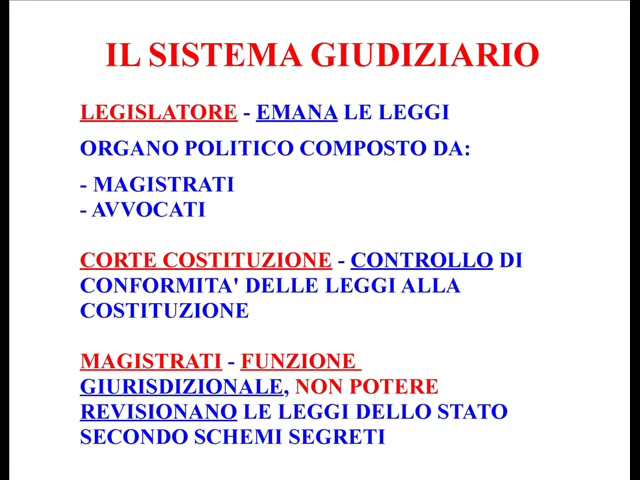 IL SISTEMA GIUDIZIARIO
LEGISLATORE - EMANA LE LEGGI
ORGANO POLITICO COMPOSTO DA:
- MAGISTRATI
- AVVOCATI
CORTE COSTITUZIONE - CONTROLLO DI
CONFORMITA' DELLE LEGGI ALLA
COSTITUZIONE
MAGISTRATI - FUNZIONE
GIURISDIZIONALE, NON POTERE
REVISIONANO LE LEGGI DELLO STATO
SECONDO SCHEMI SEGRETI